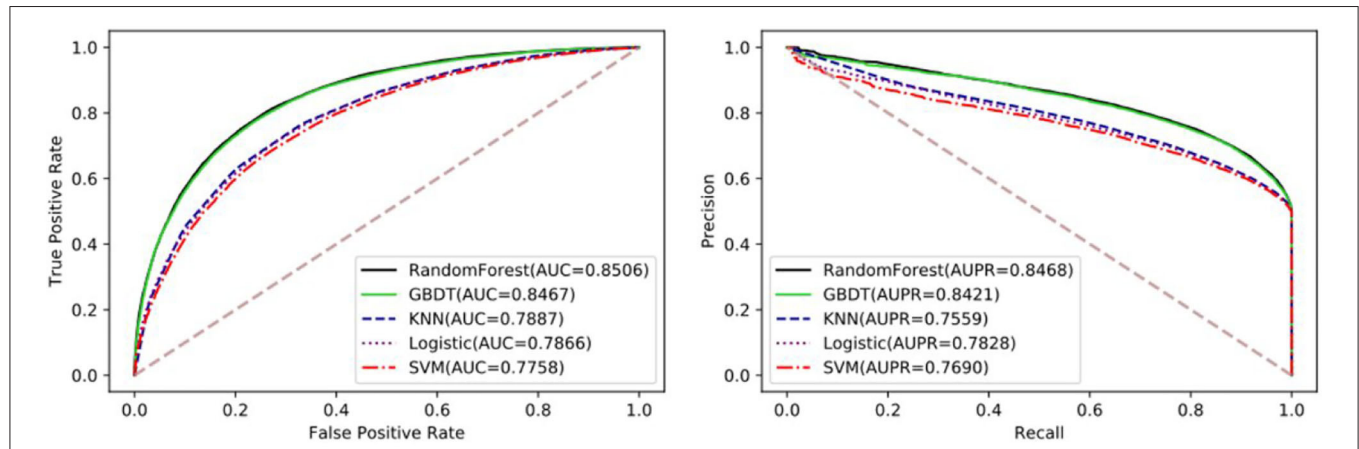 1.0
0.8
0.6
0.4
0.2
0.0
True Positive Rate
RandomForest(AUC=0.8506)
GBDT(AUC=0.8467)
KNN(AUC=0.7887)
Logistic(AUC=0.7866)
SVM(AUC=0.7758)
0.0 0.2 0.4 0.6 0.8 1.0
False Positive Rate
1.0
0.8
0.6
0.4
0.2
0.0
Precision
RandomForest(AUPR=0.8468)
GBDT(AUPR=0.8421)
KNN(AUPR=0.7559)
Logistic(AUPR=0.7828)
SVM(AUPR=0.7690)
0.0 0.2 0.4 0.6 0.8 1.0
Recall